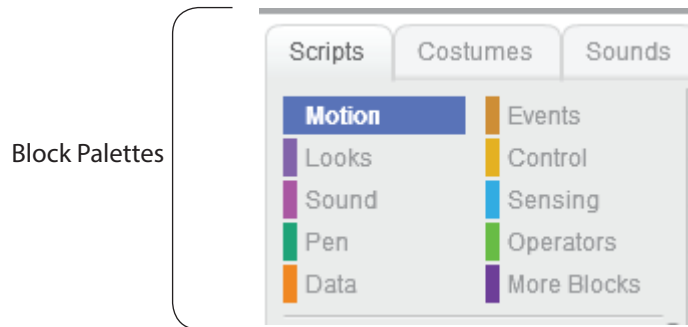 Scripts Costumes Sounds
Motion Events
Block Palettes
Looks Control
Sound Sensing
Pen Operators
Data More Blocks